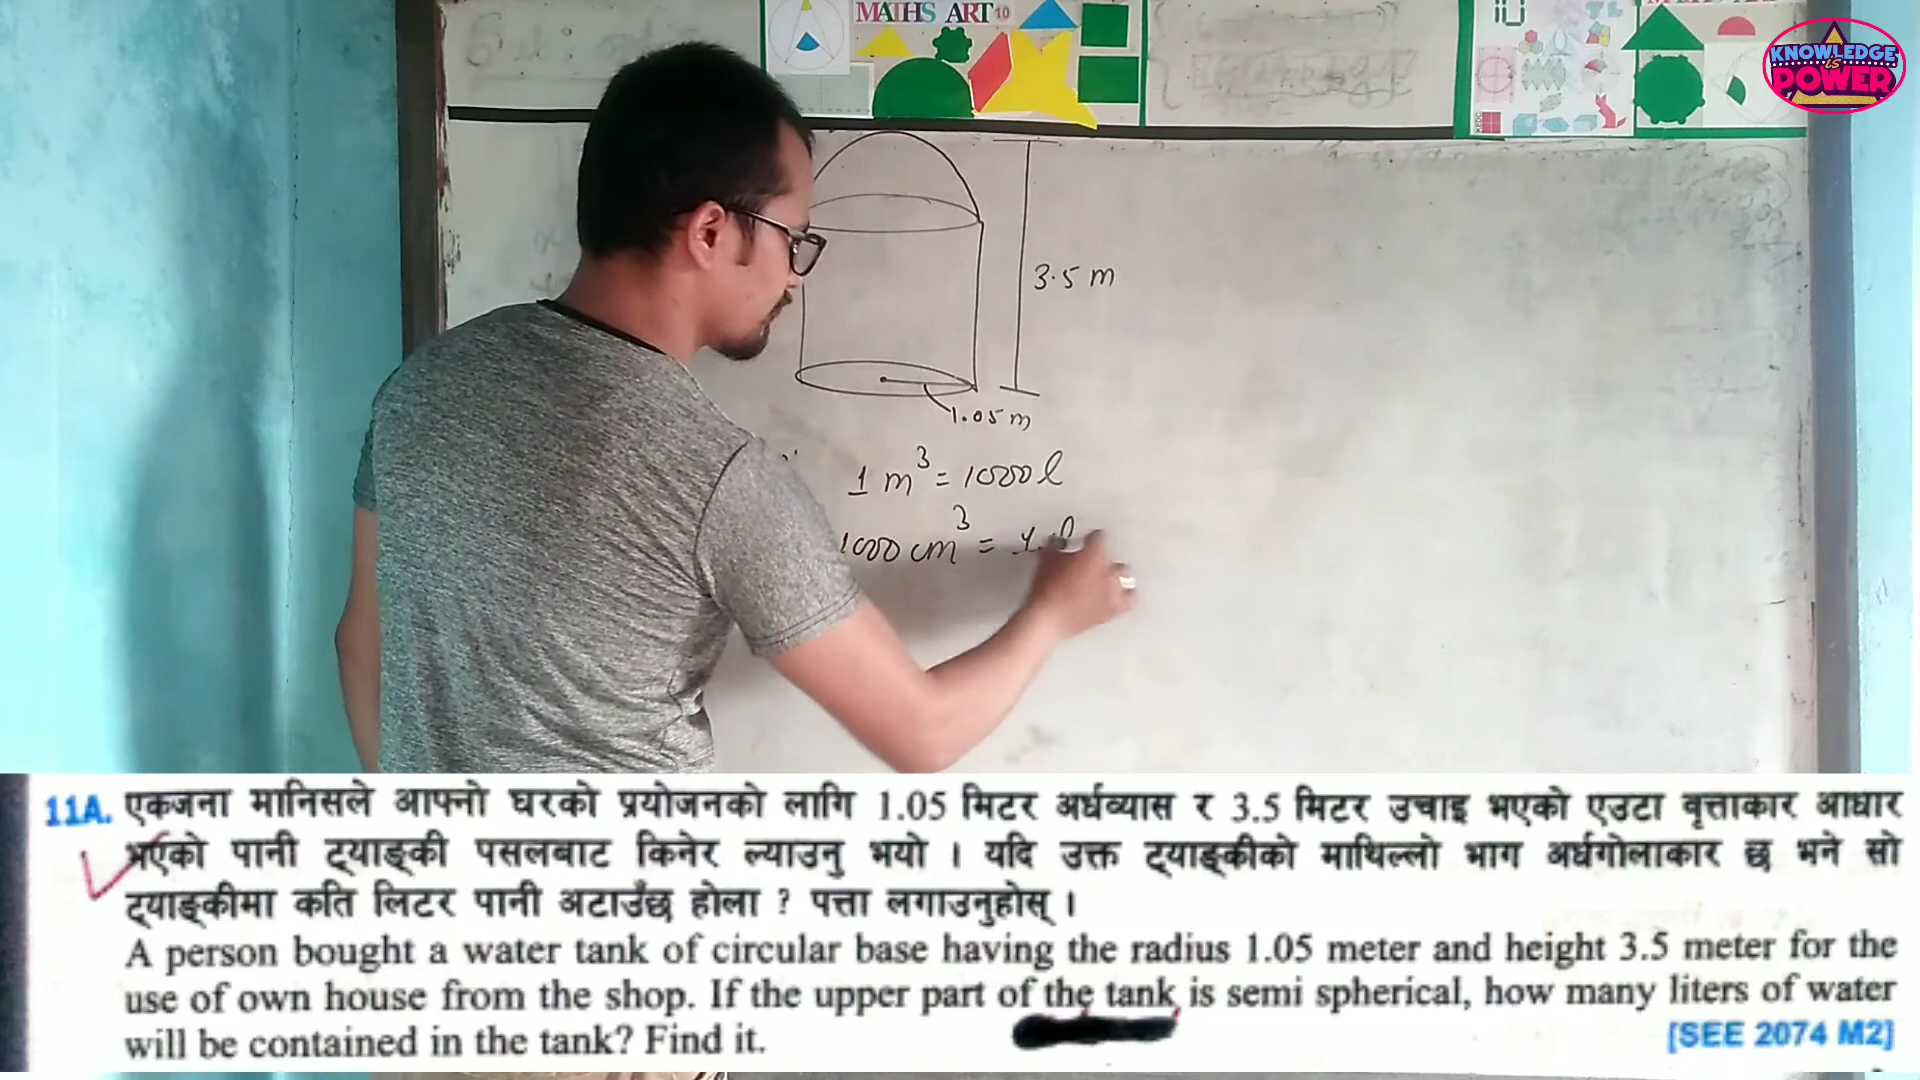 MATHS ART 10
10
KNOWLEDGE
is
POWER
3.5 m
1.05 m
1 m³ = 1000 l
1000 cm³ = 1 l
11A. एकजना मानिसले आफ्नो घरको प्रयोजनको लागि 1.05 मिटर अर्धव्यास र 3.5 मिटर उचाइ भएको एउटा वृत्ताकार आधार
भएको पानी ट्याङ्की पसलबाट किनेर ल्याउनु भयो । यदि उक्त ट्याङ्कीको माथिल्लो भाग अर्धगोलाकार छ भने सो
ट्याङ्कीमा कति लिटर पानी अटाउँछ होला ? पत्ता लगाउनुहोस् ।
A person bought a water tank of circular base having the radius 1.05 meter and height 3.5 meter for the
use of own house from the shop. If the upper part of the tank is semi spherical, how many liters of water
will be contained in the tank? Find it.
[SEE 2074 M2]